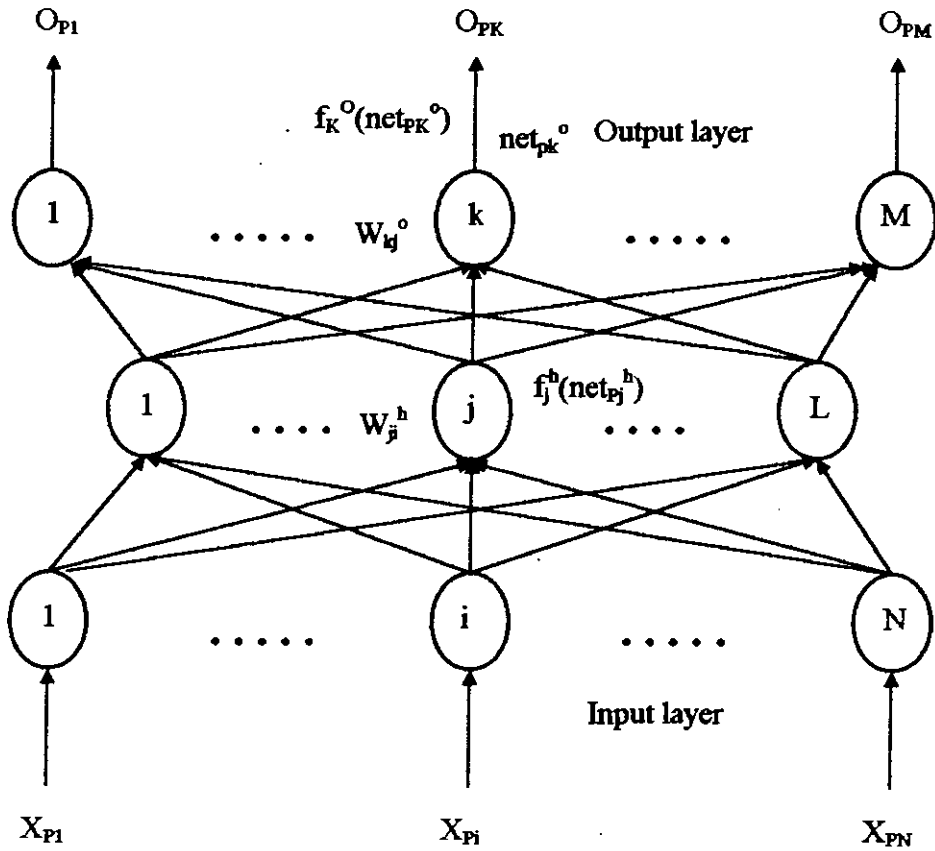 O_P1 O_PK O_PM
f_K^O(net_PK^o)
net_pk^o Output layer
1 ..... W_kj^o k ..... M
f_j^h(net_Pj^h)
1 .... W_ji^h j .... L
1 ..... i ..... N
Input layer
X_P1 X_Pi X_PN